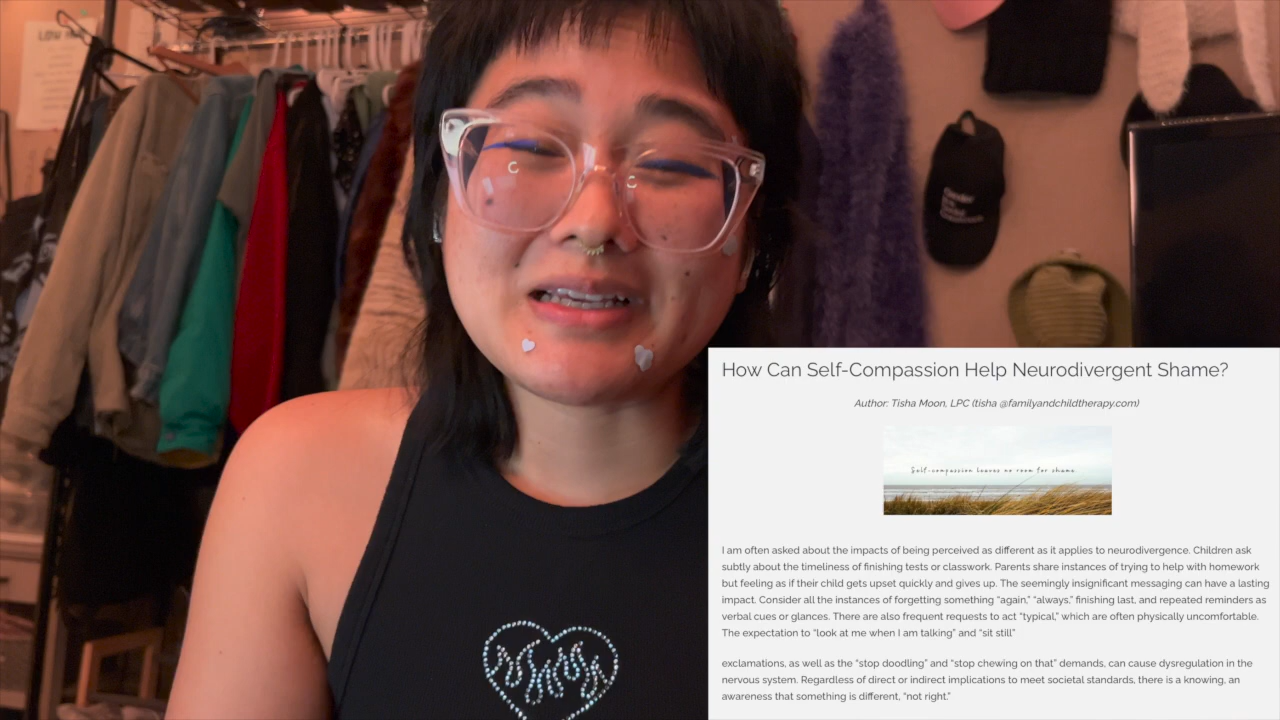 How Can Self-Compassion Help Neurodivergent Shame?
Author: Tisha Moon, LPC (tisha @familyandchildtherapy.com)
Self-compassion leaves no room for shame
I am often asked about the impacts of being perceived as different as it applies to neurodivergence. Children ask
subtly about the timeliness of finishing tests or classwork. Parents share instances of trying to help with homework
but feeling as if their child gets upset quickly and gives up. The seemingly insignificant messaging can have a lasting
impact. Consider all the instances of forgetting something “again,” “always,” finishing last, and repeated reminders as
verbal cues or glances. There are also frequent requests to act “typical,” which are often physically uncomfortable.
The expectation to “look at me when I am talking” and “sit still”
exclamations, as well as the “stop doodling” and “stop chewing on that” demands, can cause dysregulation in the
nervous system. Regardless of direct or indirect implications to meet societal standards, there is a knowing, an
awareness that something is different, “not right.”